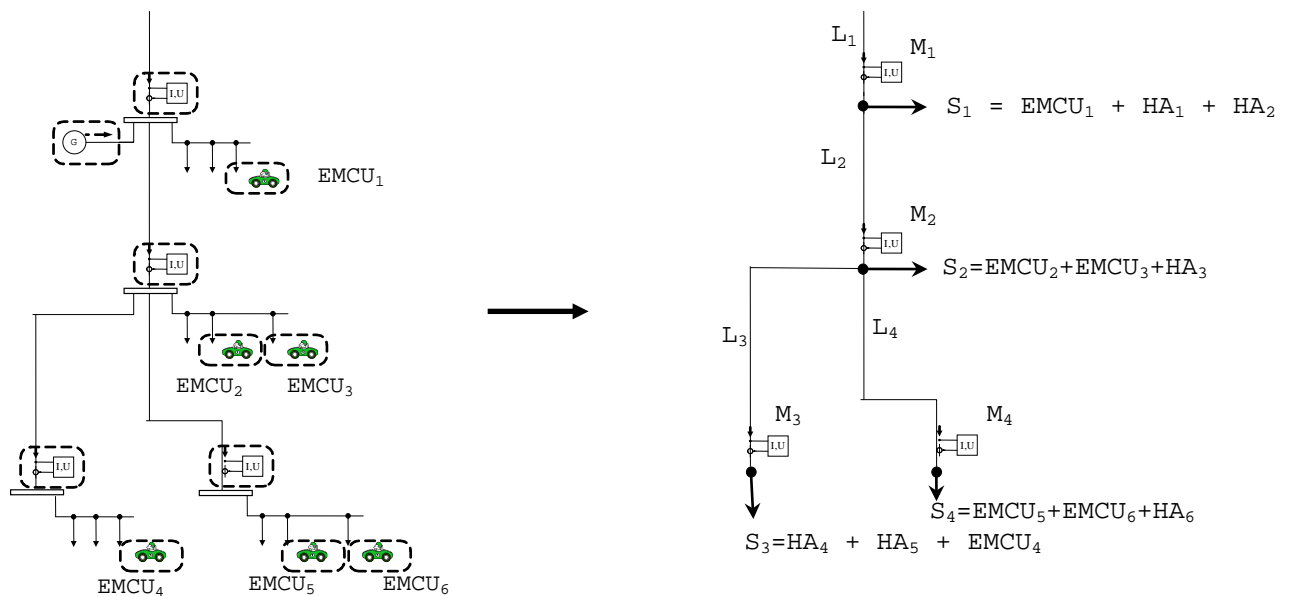 I,U
G
EMCU₁
I,U
EMCU₂ EMCU₃
I,U
I,U
EMCU₄
EMCU₅
EMCU₆
L₁
M₁
I,U
S₁ = EMCU₁ + HA₁ + HA₂
L₂
M₂
I,U
S₂=EMCU₂+EMCU₃+HA₃
L₃
L₄
M₃
I,U
M₄
I,U
S₄=EMCU₅+EMCU₆+HA₆
S₃=HA₄ + HA₅ + EMCU₄